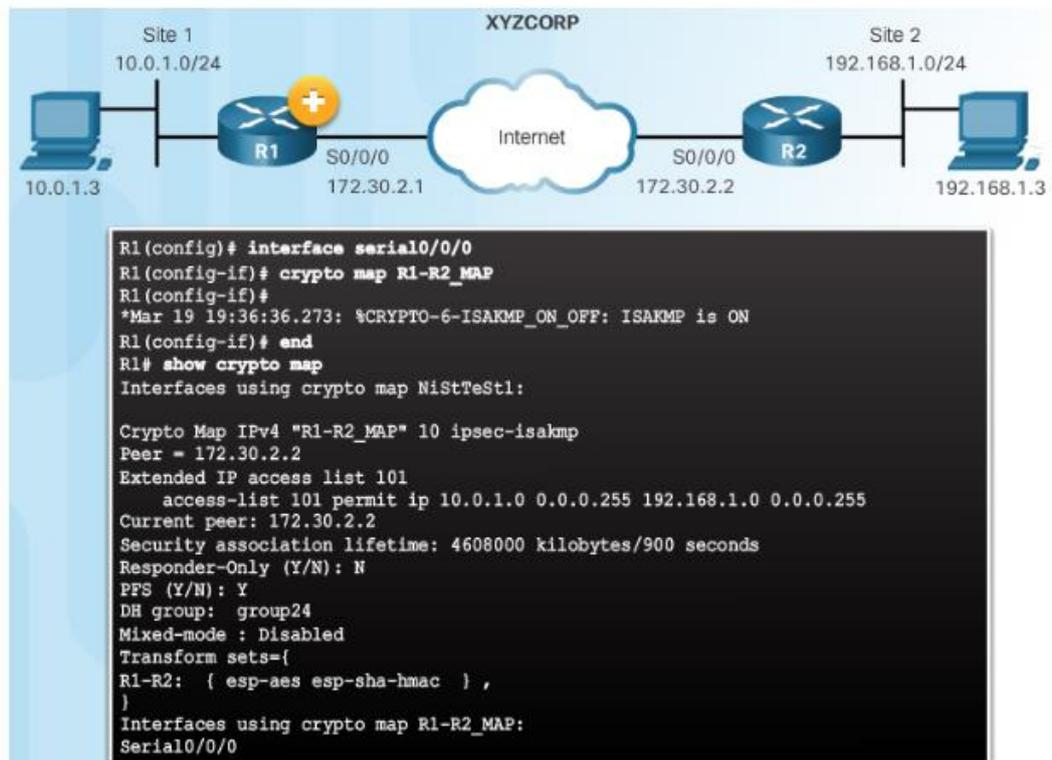 XYZCORP
Site 1
10.0.1.0/24
Site 2
192.168.1.0/24
Internet
R1
R2
S0/0/0
172.30.2.1
S0/0/0
172.30.2.2
10.0.1.3
192.168.1.3
R1(config)# interface serial0/0/0
R1(config-if)# crypto map R1-R2_MAP
R1(config-if)#
*Mar 19 19:36:36.273: %CRYPTO-6-ISAKMP_ON_OFF: ISAKMP is ON
R1(config-if)# end
R1# show crypto map
Interfaces using crypto map NiStTeSt1:
Crypto Map IPv4 "R1-R2_MAP" 10 ipsec-isakmp
Peer = 172.30.2.2
Extended IP access list 101
access-list 101 permit ip 10.0.1.0 0.0.0.255 192.168.1.0 0.0.0.255
Current peer: 172.30.2.2
Security association lifetime: 4608000 kilobytes/900 seconds
Responder-Only (Y/N): N
PFS (Y/N): Y
DH group: group24
Mixed-mode : Disabled
Transform sets={
R1-R2: { esp-aes esp-sha-hmac } ,
}
Interfaces using crypto map R1-R2_MAP:
Serial0/0/0